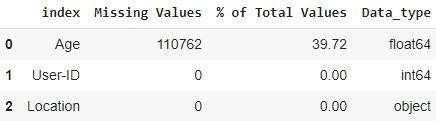 index Missing Values % of Total Values Data_type
0 Age 110762 39.72 float64
1 User-ID 0 0.00 int64
2 Location 0 0.00 object